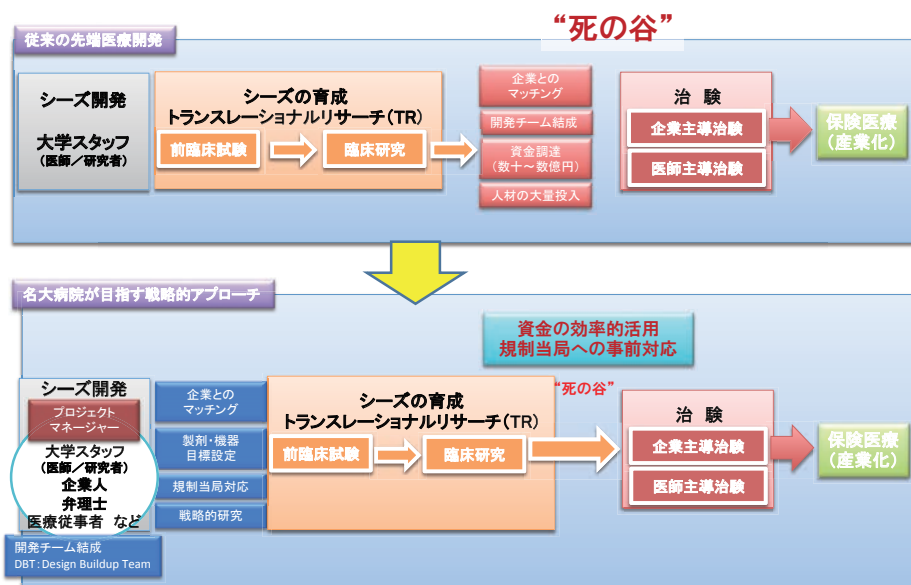 “死の谷”
従来の先端医療開発
シーズ開発
大学スタッフ
(医師／研究者)
シーズの育成
トランスレーショナルリサーチ(TR)
前臨床試験
臨床研究
企業との
マッチング
開発チーム結成
資金調達
(数十～数億円)
人材の大量投入
治 験
企業主導治験
医師主導治験
保険医療
(産業化)
名大病院が目指す戦略的アプローチ
資金の効率的活用
規制当局への事前対応
シーズ開発
プロジェクト
マネージャー
大学スタッフ
(医師／研究者)
企業人
弁理士
医療従事者 など
開発チーム結成
DBT：Design Buildup Team
企業との
マッチング
製剤・機器
目標設定
規制当局対応
戦略的研究
シーズの育成
トランスレーショナルリサーチ(TR)
前臨床試験
臨床研究
“死の谷”
治 験
企業主導治験
医師主導治験
保険医療
(産業化)